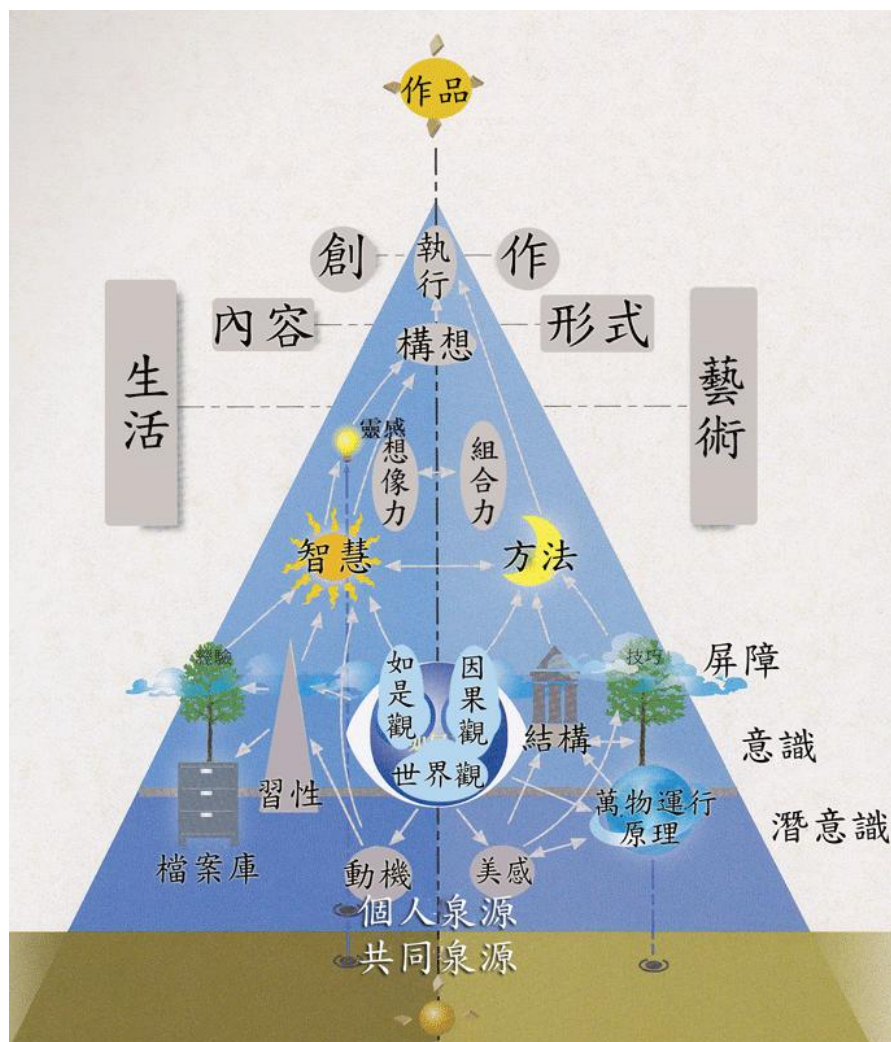 作品
創
執行
作
內容
形式
構想
生活
藝術
靈感
想像力
組合力
智慧
方法
經驗
如是觀
因果觀
技巧
屏障
結構
世界觀
意識
習性
萬物運行
原理
潛意識
檔案庫
動機
美感
個人泉源
共同泉源